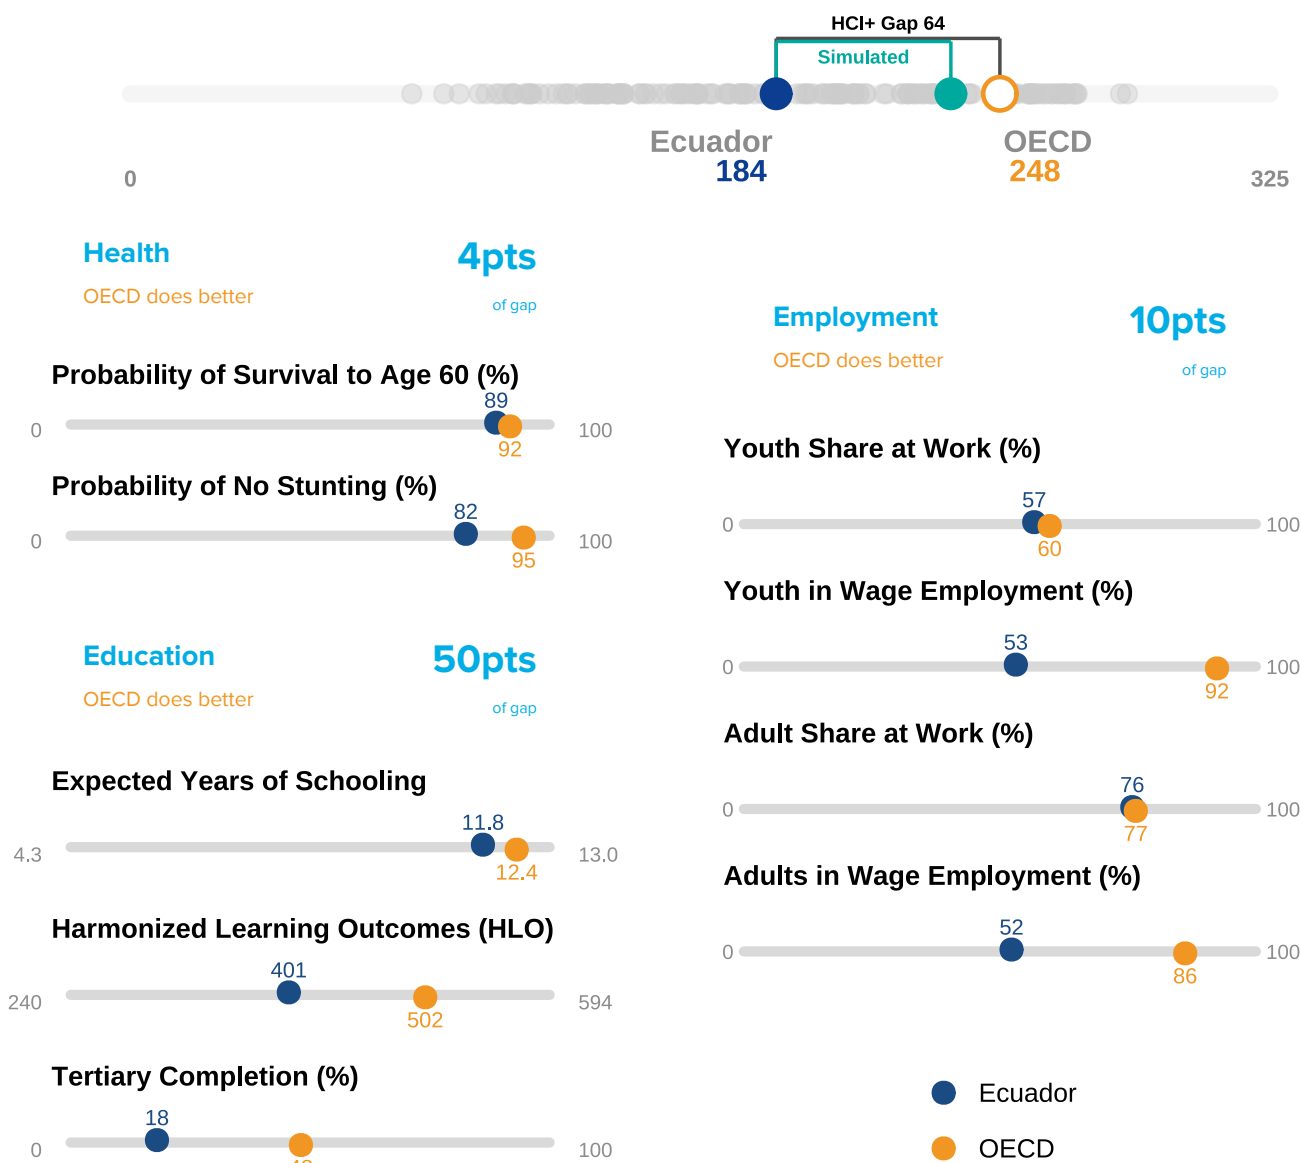 HCI+ Gap 64
Simulated
Ecuador
184
OECD
248
0
325
Health
4pts
OECD does better
of gap
Probability of Survival to Age 60 (%)
89
0
100
92
Probability of No Stunting (%)
82
0
100
95
Education
50pts
OECD does better
of gap
Expected Years of Schooling
11.8
4.3
13.0
12.4
Harmonized Learning Outcomes (HLO)
401
240
594
502
Tertiary Completion (%)
18
0
100
Employment
10pts
OECD does better
of gap
Youth Share at Work (%)
57
0
100
60
Youth in Wage Employment (%)
53
0
100
92
Adult Share at Work (%)
76
0
100
77
Adults in Wage Employment (%)
52
0
100
86
Ecuador
OECD